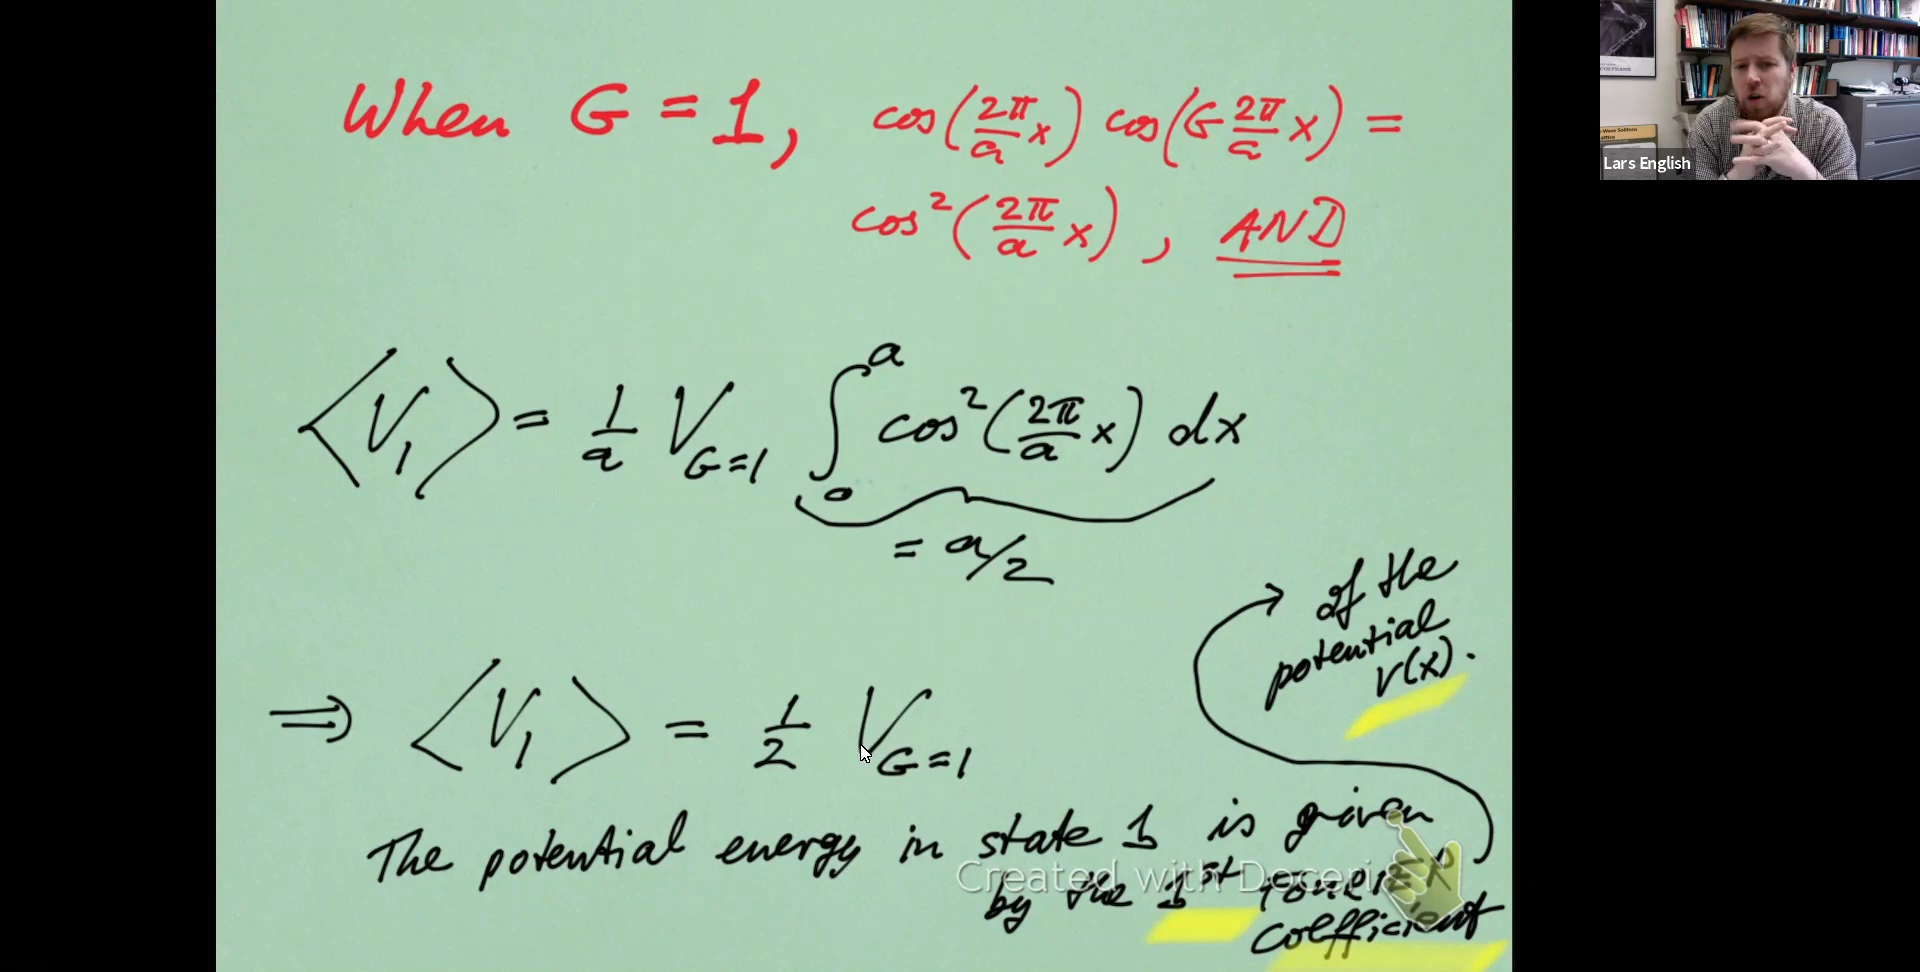 When G = 1, cos(2π/a x) cos(G 2π/a x) =
cos²(2π/a x), AND
⟨V₁⟩ = 1/a V_{G=1} ∫₀ᵃ cos²(2π/a x) dx
= a/2
⇒ ⟨V₁⟩ = 1/2 V_{G=1}
The potential energy in state 1 is given
by the 1st FOURIER
coefficient
of the
potential
V(x).
Created with Doceri
Lars English